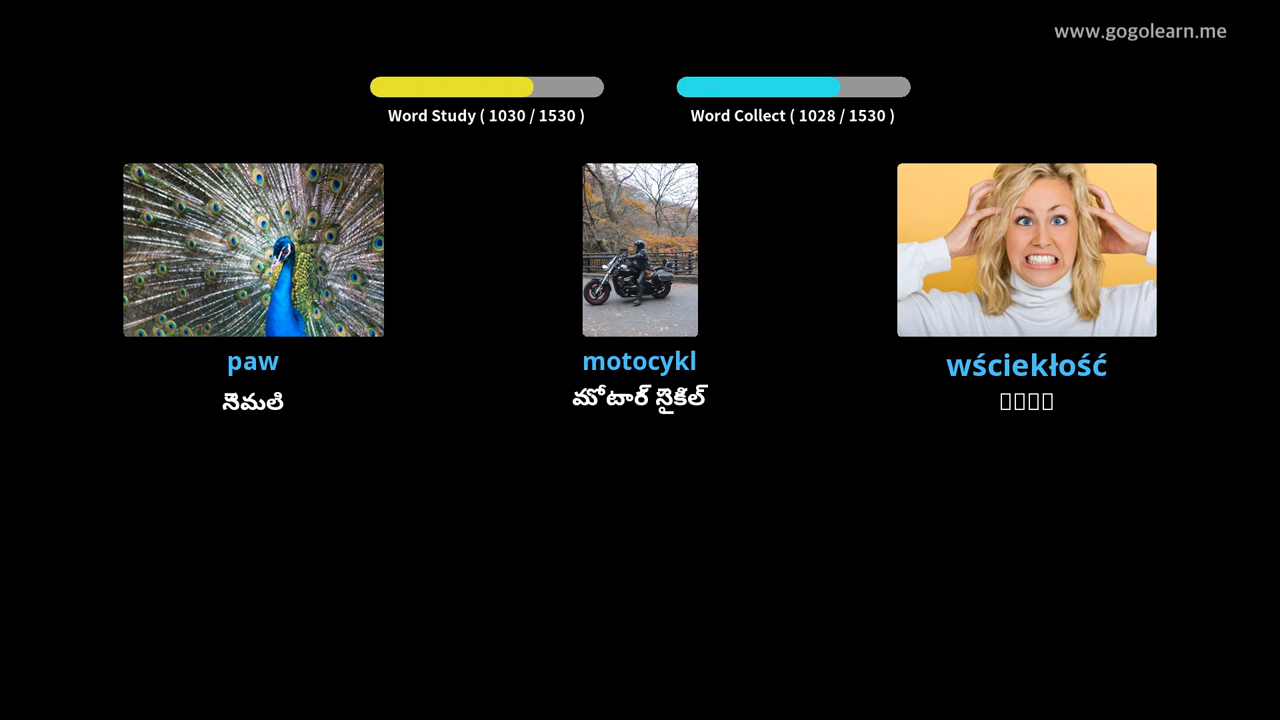 www.gogolearn.me
Word Study ( 1030 / 1530 )
Word Collect ( 1028 / 1530 )
paw
motocykl
wściekłość
నెమలి
మోటార్ సైకిల్